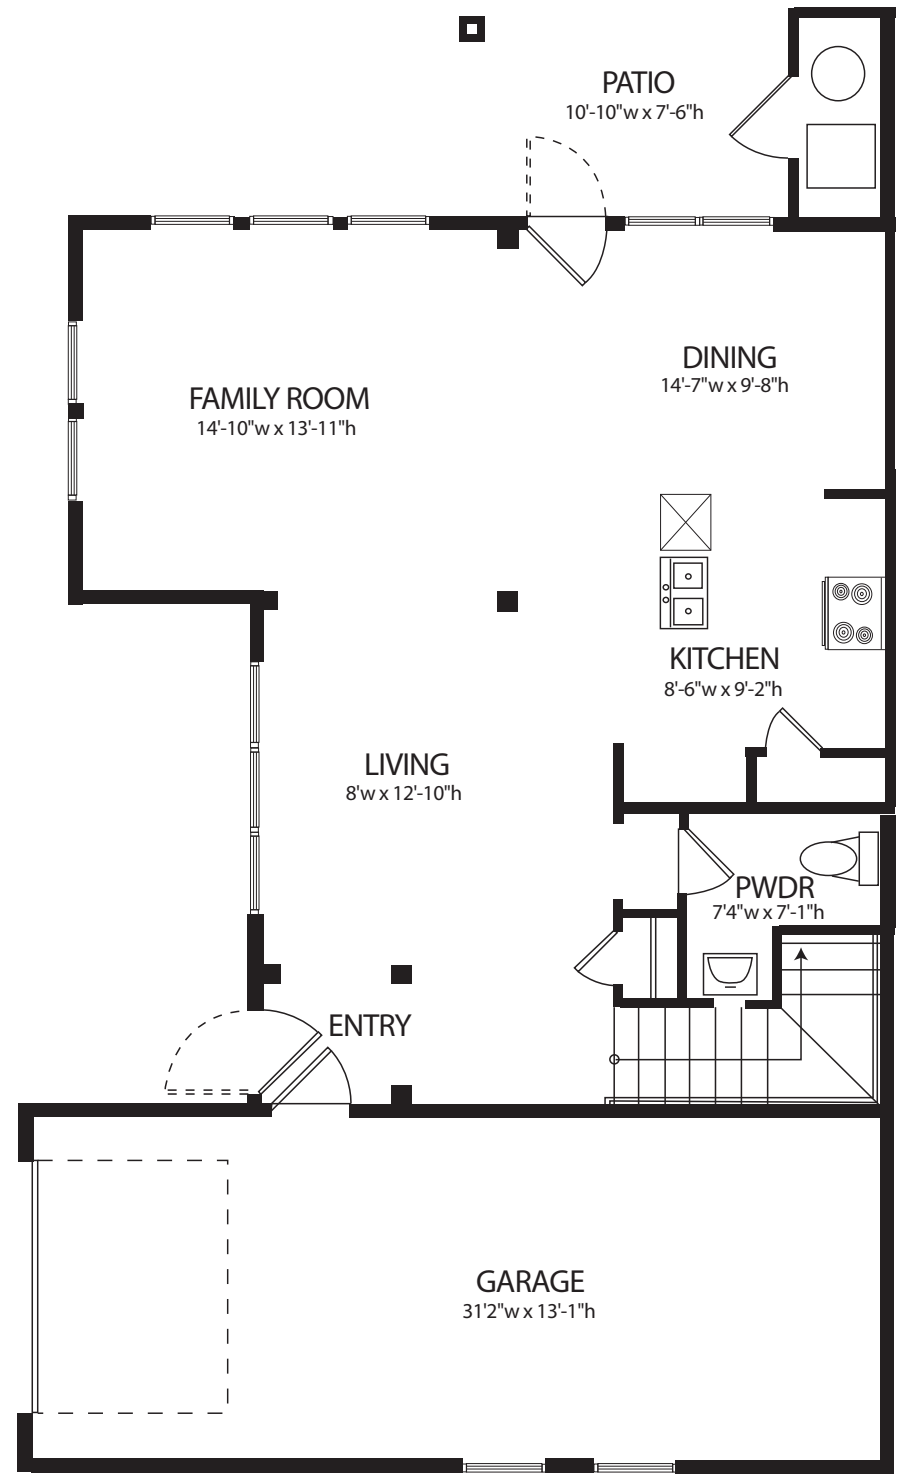 PATIO
10'-10"w x 7'-6"h
DINING
14'-7"w x 9'-8"h
FAMILY ROOM
14'-10"w x 13'-11"h
KITCHEN
8'-6"w x 9'-2"h
LIVING
8'w x 12'-10"h
PWDR
7'4"w x 7'-1"h
ENTRY
GARAGE
31'2"w x 13'-1"h